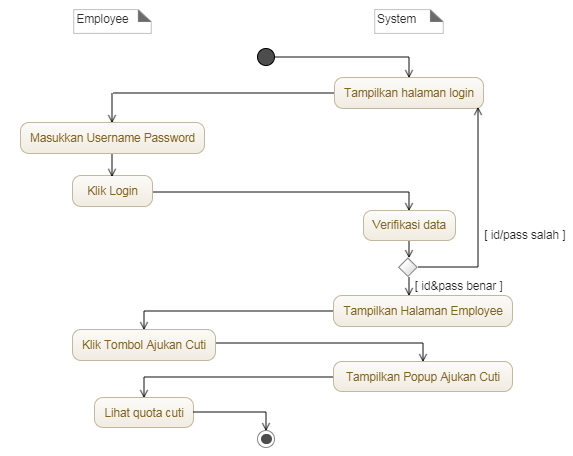 Employee
System
Tampilkan halaman login
Masukkan Username Password
Klik Login
Verifikasi data
[ id/pass salah ]
[ id&pass benar ]
Tampilkan Halaman Employee
Klik Tombol Ajukan Cuti
Tampilkan Popup Ajukan Cuti
Lihat quota cuti